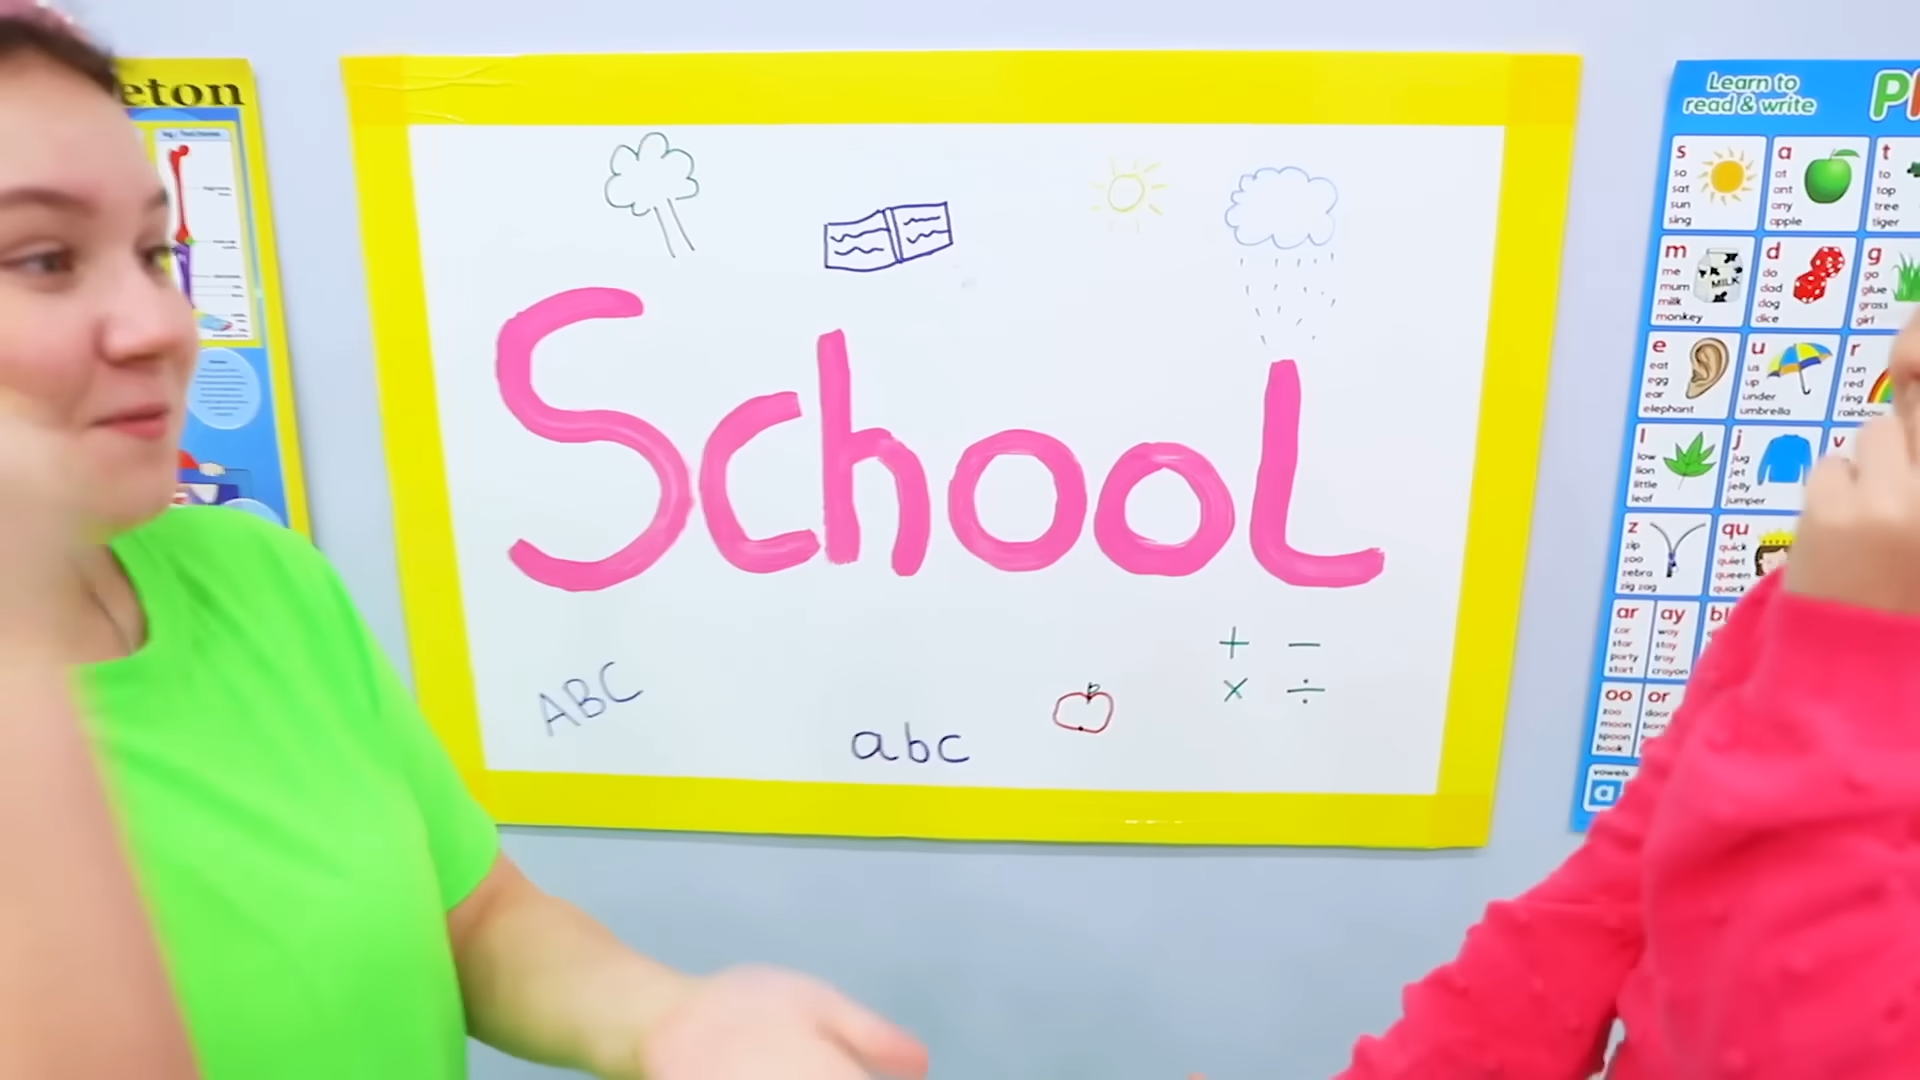 eton
School
ABC
abc
+ −
× ÷
Learn to
read & write
s
so
sat
sun
sing
a
at
ant
any
apple
t
to
top
tree
tiger
m
me
mum
milk
monkey
MILK
d
do
dad
dog
dice
g
go
glue
grass
girl
e
eat
egg
ear
elephant
u
us
up
under
umbrella
r
run
red
ring
rainbow
l
low
lion
little
leaf
j
jug
jet
jelly
jumper
v
z
zip
zoo
zebra
zig zag
qu
quick
quiet
queen
quack
ar
car
star
party
start
ay
way
stay
tray
crayon
bl
oo
zoo
moon
spoon
book
or
door
vowels
a